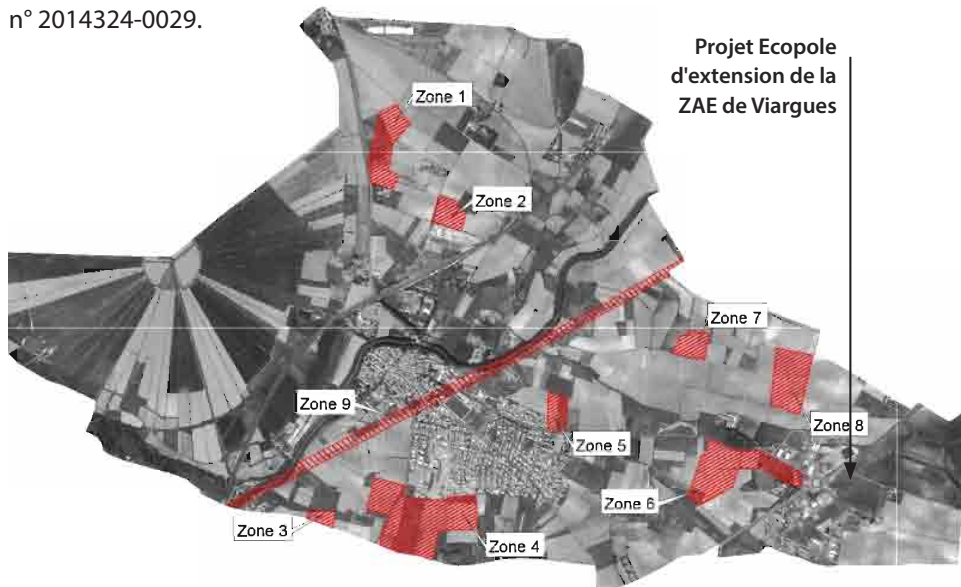 n° 2014324-0029.
Projet Ecopole
d'extension de la
ZAE de Viargues
Zone 1
Zone 2
Zone 7
Zone 9
Zone 8
Zone 5
Zone 6
Zone 3
Zone 4